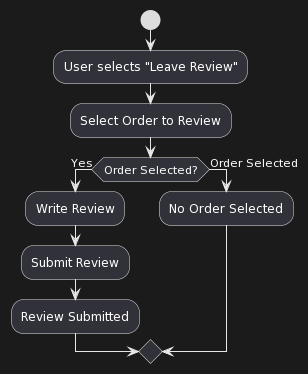 User selects "Leave Review"
Select Order to Review
Yes
Order Selected?
Order Selected
Write Review
No Order Selected
Submit Review
Review Submitted